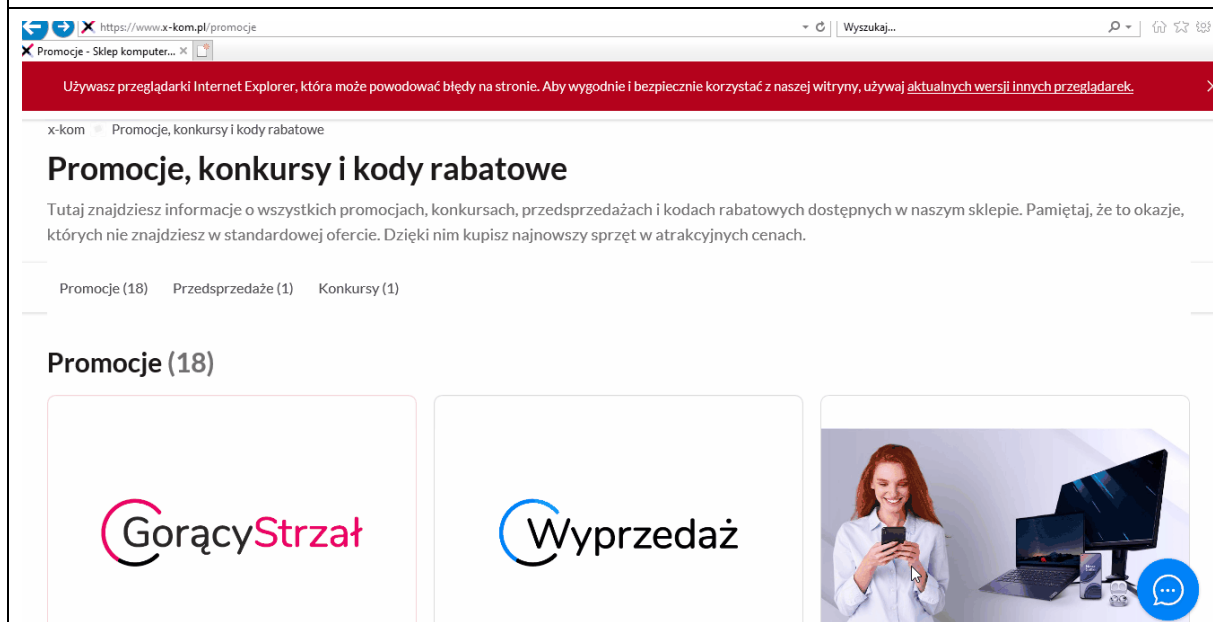 https://www.x-kom.pl/promocje
Wyszukaj...
Promocje - Sklep komputer...
Używasz przeglądarki Internet Explorer, która może powodować błędy na stronie. Aby wygodnie i bezpiecznie korzystać z naszej witryny, używaj aktualnych wersji innych przeglądarek.
x-kom Promocje, konkursy i kody rabatowe
Promocje, konkursy i kody rabatowe
Tutaj znajdziesz informacje o wszystkich promocjach, konkursach, przedsprzedażach i kodach rabatowych dostępnych w naszym sklepie. Pamiętaj, że to okazje,
których nie znajdziesz w standardowej ofercie. Dzięki nim kupisz najnowszy sprzęt w atrakcyjnych cenach.
Promocje (18) Przedsprzedaże (1) Konkursy (1)
Promocje (18)
GorącyStrzał
Wyprzedaż